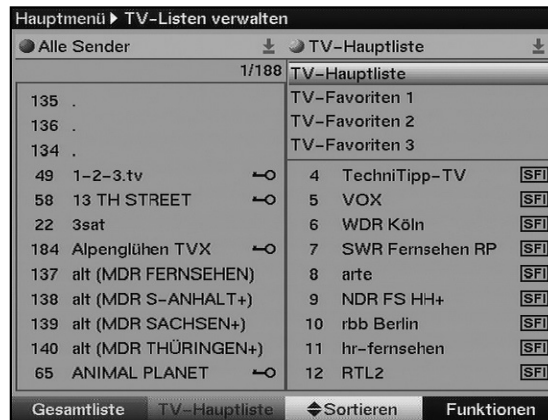 Hauptmenü TV-Listen verwalten
Alle Sender
1/188
135 .
136 .
134 .
49 1-2-3.tv
58 13 TH STREET
22 3sat
184 Alpenglühen TVX
137 alt (MDR FERNSEHEN)
138 alt (MDR S-ANHALT+)
139 alt (MDR SACHSEN+)
140 alt (MDR THÜRINGEN+)
65 ANIMAL PLANET
TV-Hauptliste
TV-Hauptliste
TV-Favoriten 1
TV-Favoriten 2
TV-Favoriten 3
4 TechniTipp-TV SFI
5 VOX SFI
6 WDR Köln SFI
7 SWR Fernsehen RP SFI
8 arte SFI
9 NDR FS HH+ SFI
10 rbb Berlin SFI
11 hr-fernsehen SFI
12 RTL2 SFI
Gesamtliste TV-Hauptliste Sortieren Funktionen